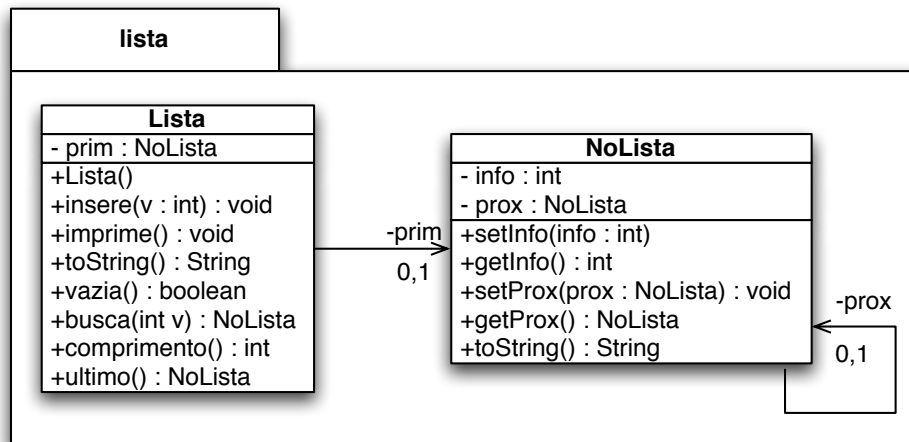 lista
Lista
- prim : NoLista
+Lista()
+insere(v : int) : void
+imprime() : void
+toString() : String
+vazia() : boolean
+busca(int v) : NoLista
+comprimento() : int
+ultimo() : NoLista
-prim
0,1
NoLista
- info : int
- prox : NoLista
+setInfo(info : int)
+getInfo() : int
+setProx(prox : NoLista) : void
+getProx() : NoLista
+toString() : String
-prox
0,1